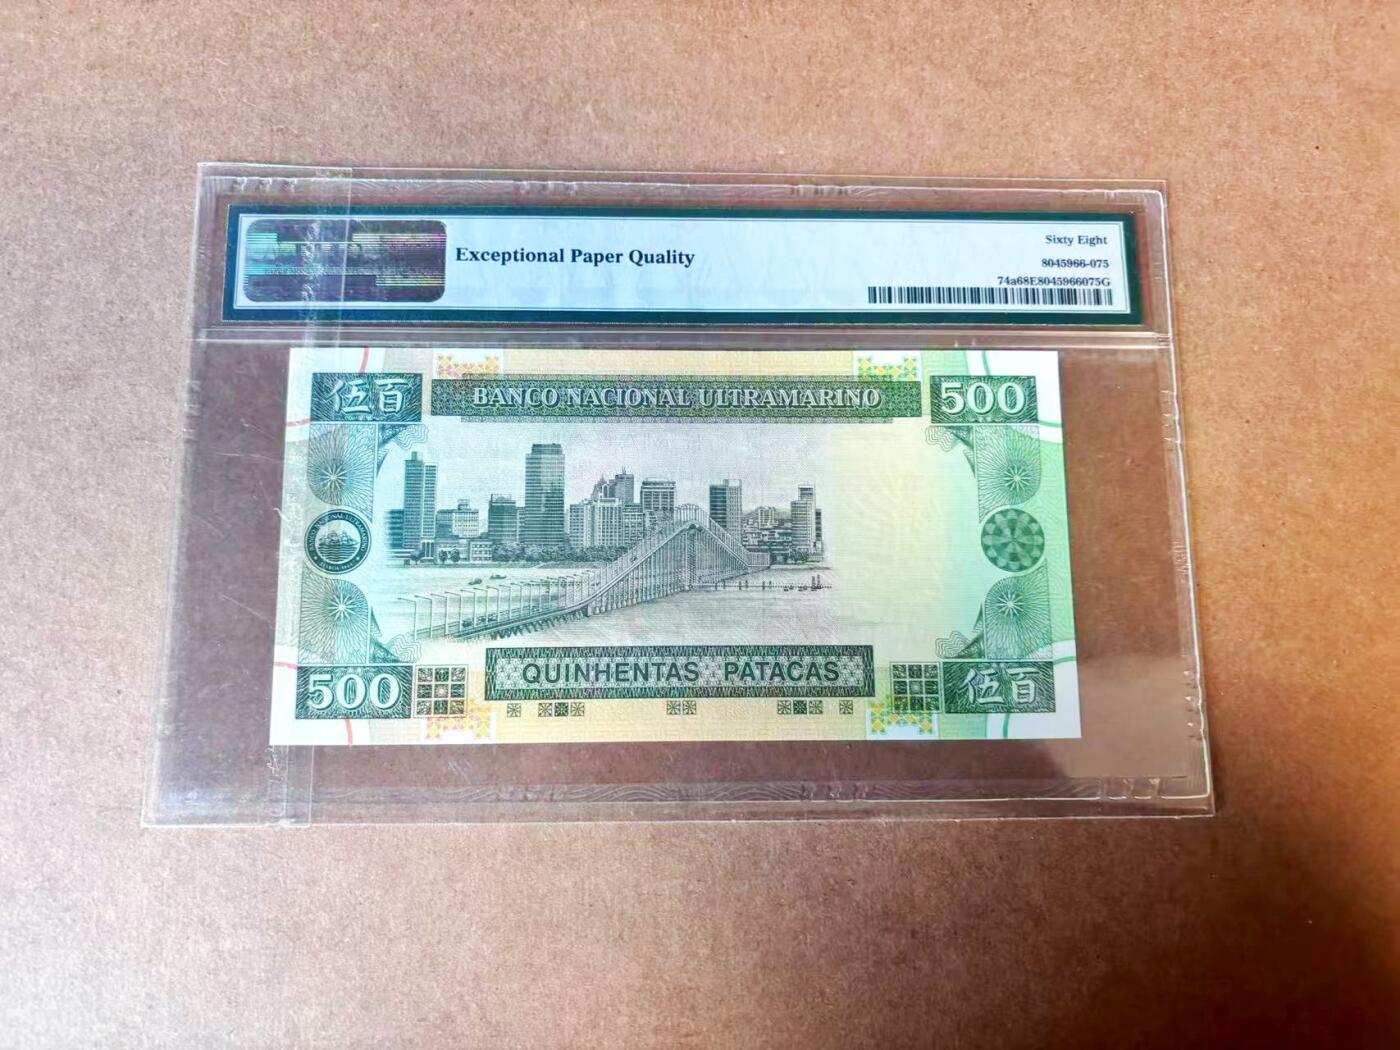 Exceptional Paper Quality
Sixty Eight
8045966-075
74a68E8045966075G
伍百
BANCO NACIONAL ULTRAMARINO
500
500
QUINHENTAS PATACAS
伍百